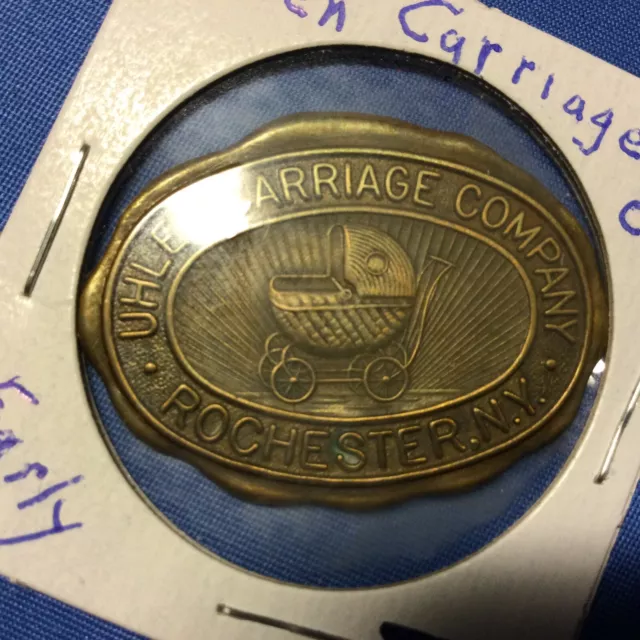 Carriage
UHLE ARRIAGE COMPANY
· ROCHESTER. N.Y. ·
Early